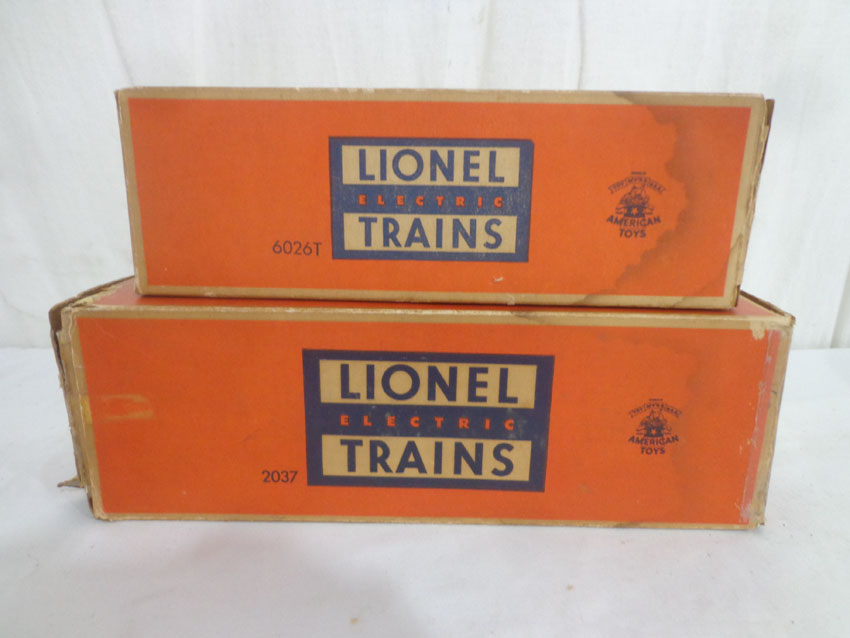 LIONEL
ELECTRIC
TRAINS
6026T
AMERICAN
TOYS
LIONEL
ELECTRIC
TRAINS
2037
AMERICAN
TOYS